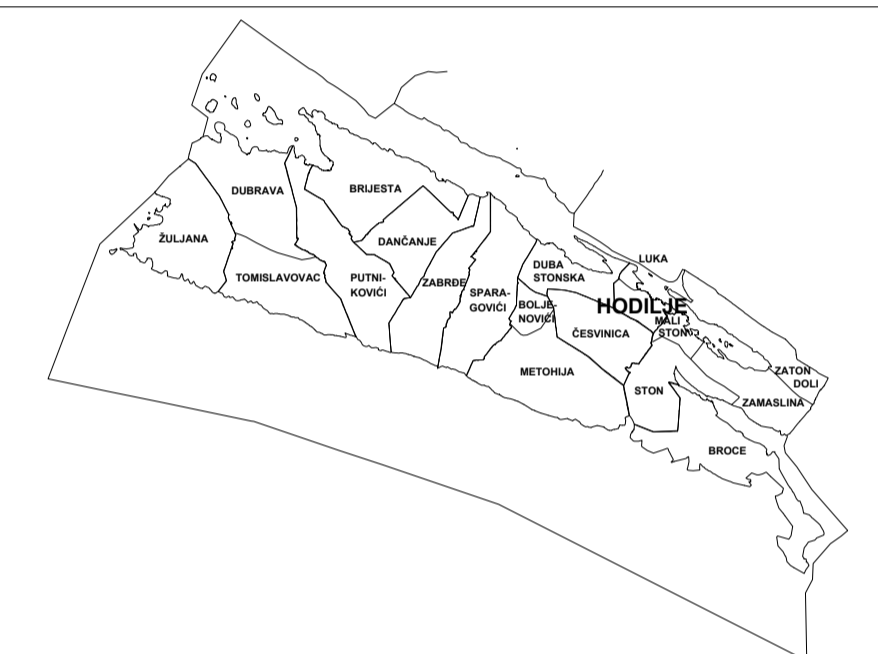 DUBRAVA
BRIJESTA
ŽULJANA
DANČANJE
TOMISLAVOVAC
PUTNI-
KOVIĆI
ZABRĐE
SPARA-
GOVIĆI
DUBA
STONSKA
LUKA
HODILJE
BOLJE-
NOVIĆI
ČESVINICA
MALI
STON
METOHIJA
STON
ZATON
DOLI
ZAMASLINA
BROCE